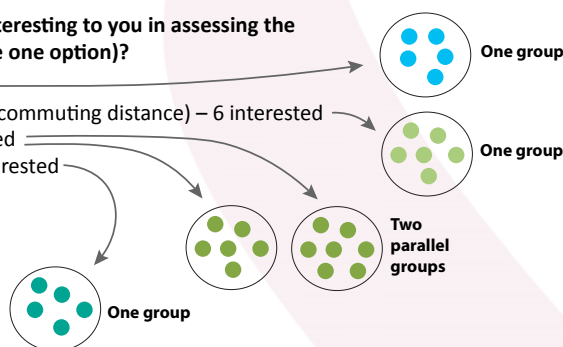 teresting to you in assessing the
e one option)?
One group
commuting distance) – 6 interested
ed
rested
One group
Two
parallel
groups
One group